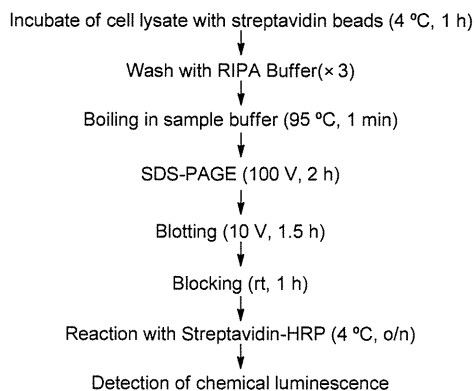 Incubate of cell lysate with streptavidin beads (4 ºC, 1 h)
Wash with RIPA Buffer(× 3)
Boiling in sample buffer (95 ºC, 1 min)
SDS-PAGE (100 V, 2 h)
Blotting (10 V, 1.5 h)
Blocking (rt, 1 h)
Reaction with Streptavidin-HRP (4 ºC, o/n)
Detection of chemical luminescence